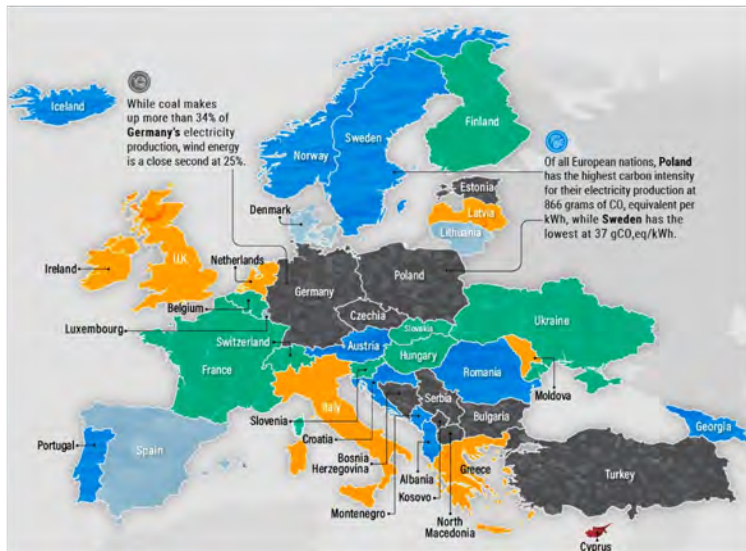 Iceland
While coal makes
up more than 34% of
Germany's electricity
production, wind energy
is a close second at 25%.
Norway
Sweden
Finland
Of all European nations, Poland
has the highest carbon intensity
for their electricity production at
866 grams of CO, equivalent per
kWh, while Sweden has the
lowest at 37 gCO,eq/kWh.
Estonia
Latvia
Lithuania
Denmark
Ireland
U.K
Netherlands
Belgium
Germany
Poland
Czechia
Luxembourg
Slovakia
Ukraine
Switzerland
Austria
Hungary
France
Romania
Moldova
Italy
Slovenia
Croatia
Serbia
Bulgaria
Georgia
Portugal
Spain
Bosnia
Herzegovina
Albania
Kosovo
Greece
Turkey
Montenegro
North
Macedonia
Cyprus